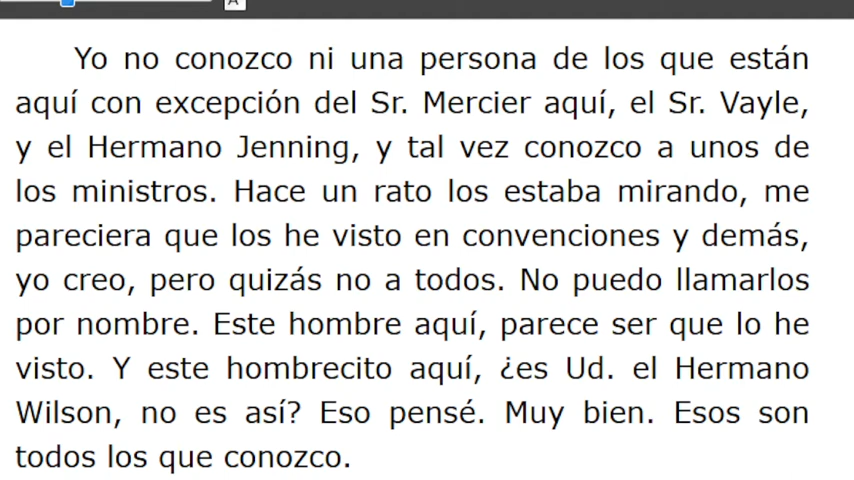 A
Yo no conozco ni una persona de los que están
aquí con excepción del Sr. Mercier aquí, el Sr. Vayle,
y el Hermano Jenning, y tal vez conozco a unos de
los ministros. Hace un rato los estaba mirando, me
pareciera que los he visto en convenciones y demás,
yo creo, pero quizás no a todos. No puedo llamarlos
por nombre. Este hombre aquí, parece ser que lo he
visto. Y este hombrecito aquí, ¿es Ud. el Hermano
Wilson, no es así? Eso pensé. Muy bien. Esos son
todos los que conozco.